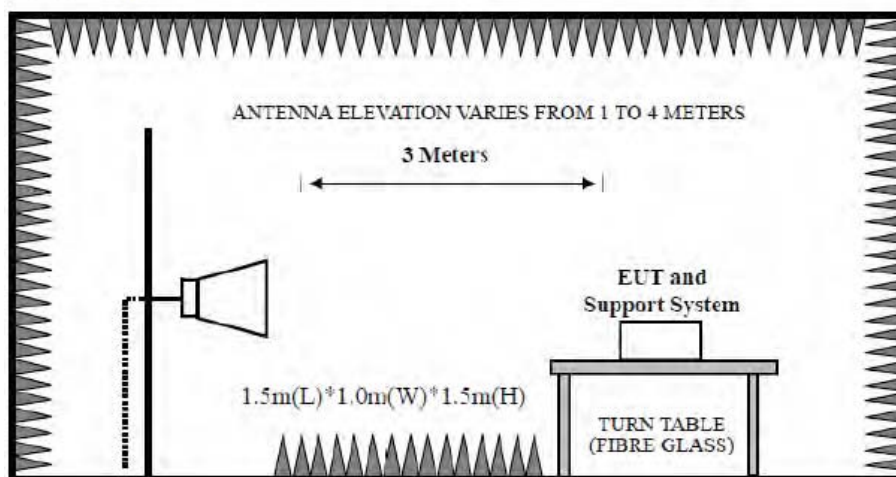 ANTENNA ELEVATION VARIES FROM 1 TO 4 METERS
3 Meters
EUT and
Support System
1.5m(L)*1.0m(W)*1.5m(H)
TURN TABLE
(FIBRE GLASS)